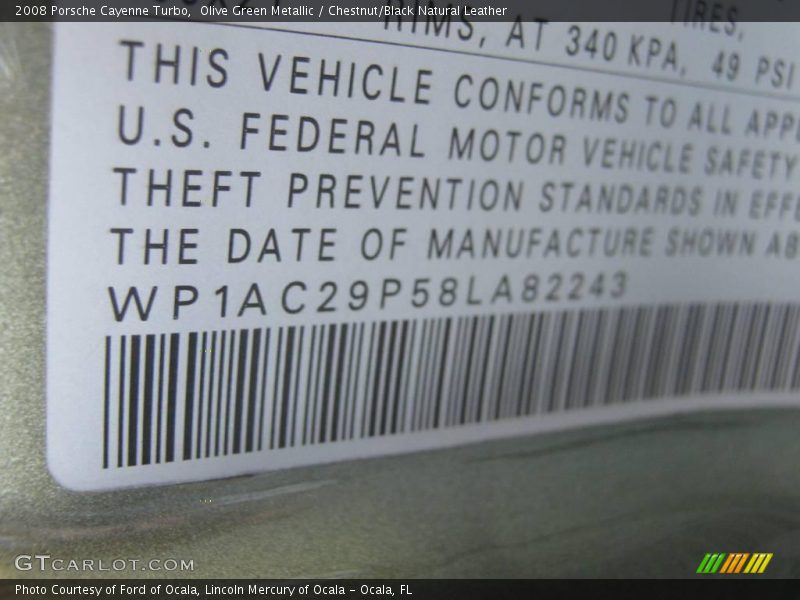 2008 Porsche Cayenne Turbo, Olive Green Metallic / Chestnut/Black Natural Leather
RIMS, AT 340 KPA, 49 PSI
THIS VEHICLE CONFORMS TO ALL APPL
U.S. FEDERAL MOTOR VEHICLE SAFETY
THEFT PREVENTION STANDARDS IN EFFE
THE DATE OF MANUFACTURE SHOWN AB
WP1AC29P58LA82243
GTCARLOT.COM
Photo Courtesy of Ford of Ocala, Lincoln Mercury of Ocala - Ocala, FL